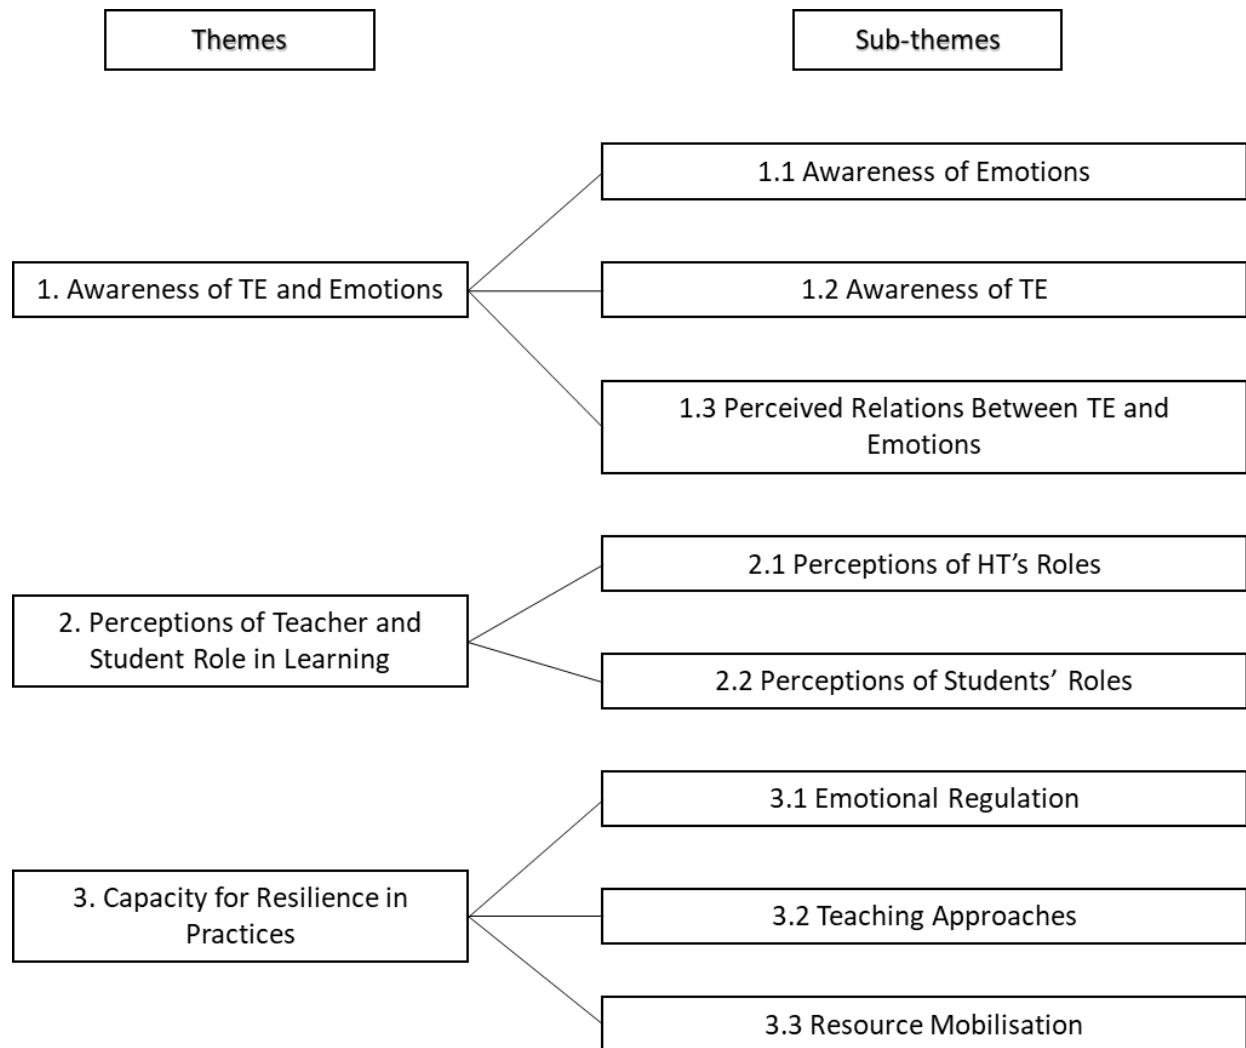 Themes
Sub-themes
1. Awareness of TE and Emotions
1.1 Awareness of Emotions
1.2 Awareness of TE
1.3 Perceived Relations Between TE and
Emotions
2. Perceptions of Teacher and
Student Role in Learning
2.1 Perceptions of HT’s Roles
2.2 Perceptions of Students’ Roles
3. Capacity for Resilience in
Practices
3.1 Emotional Regulation
3.2 Teaching Approaches
3.3 Resource Mobilisation